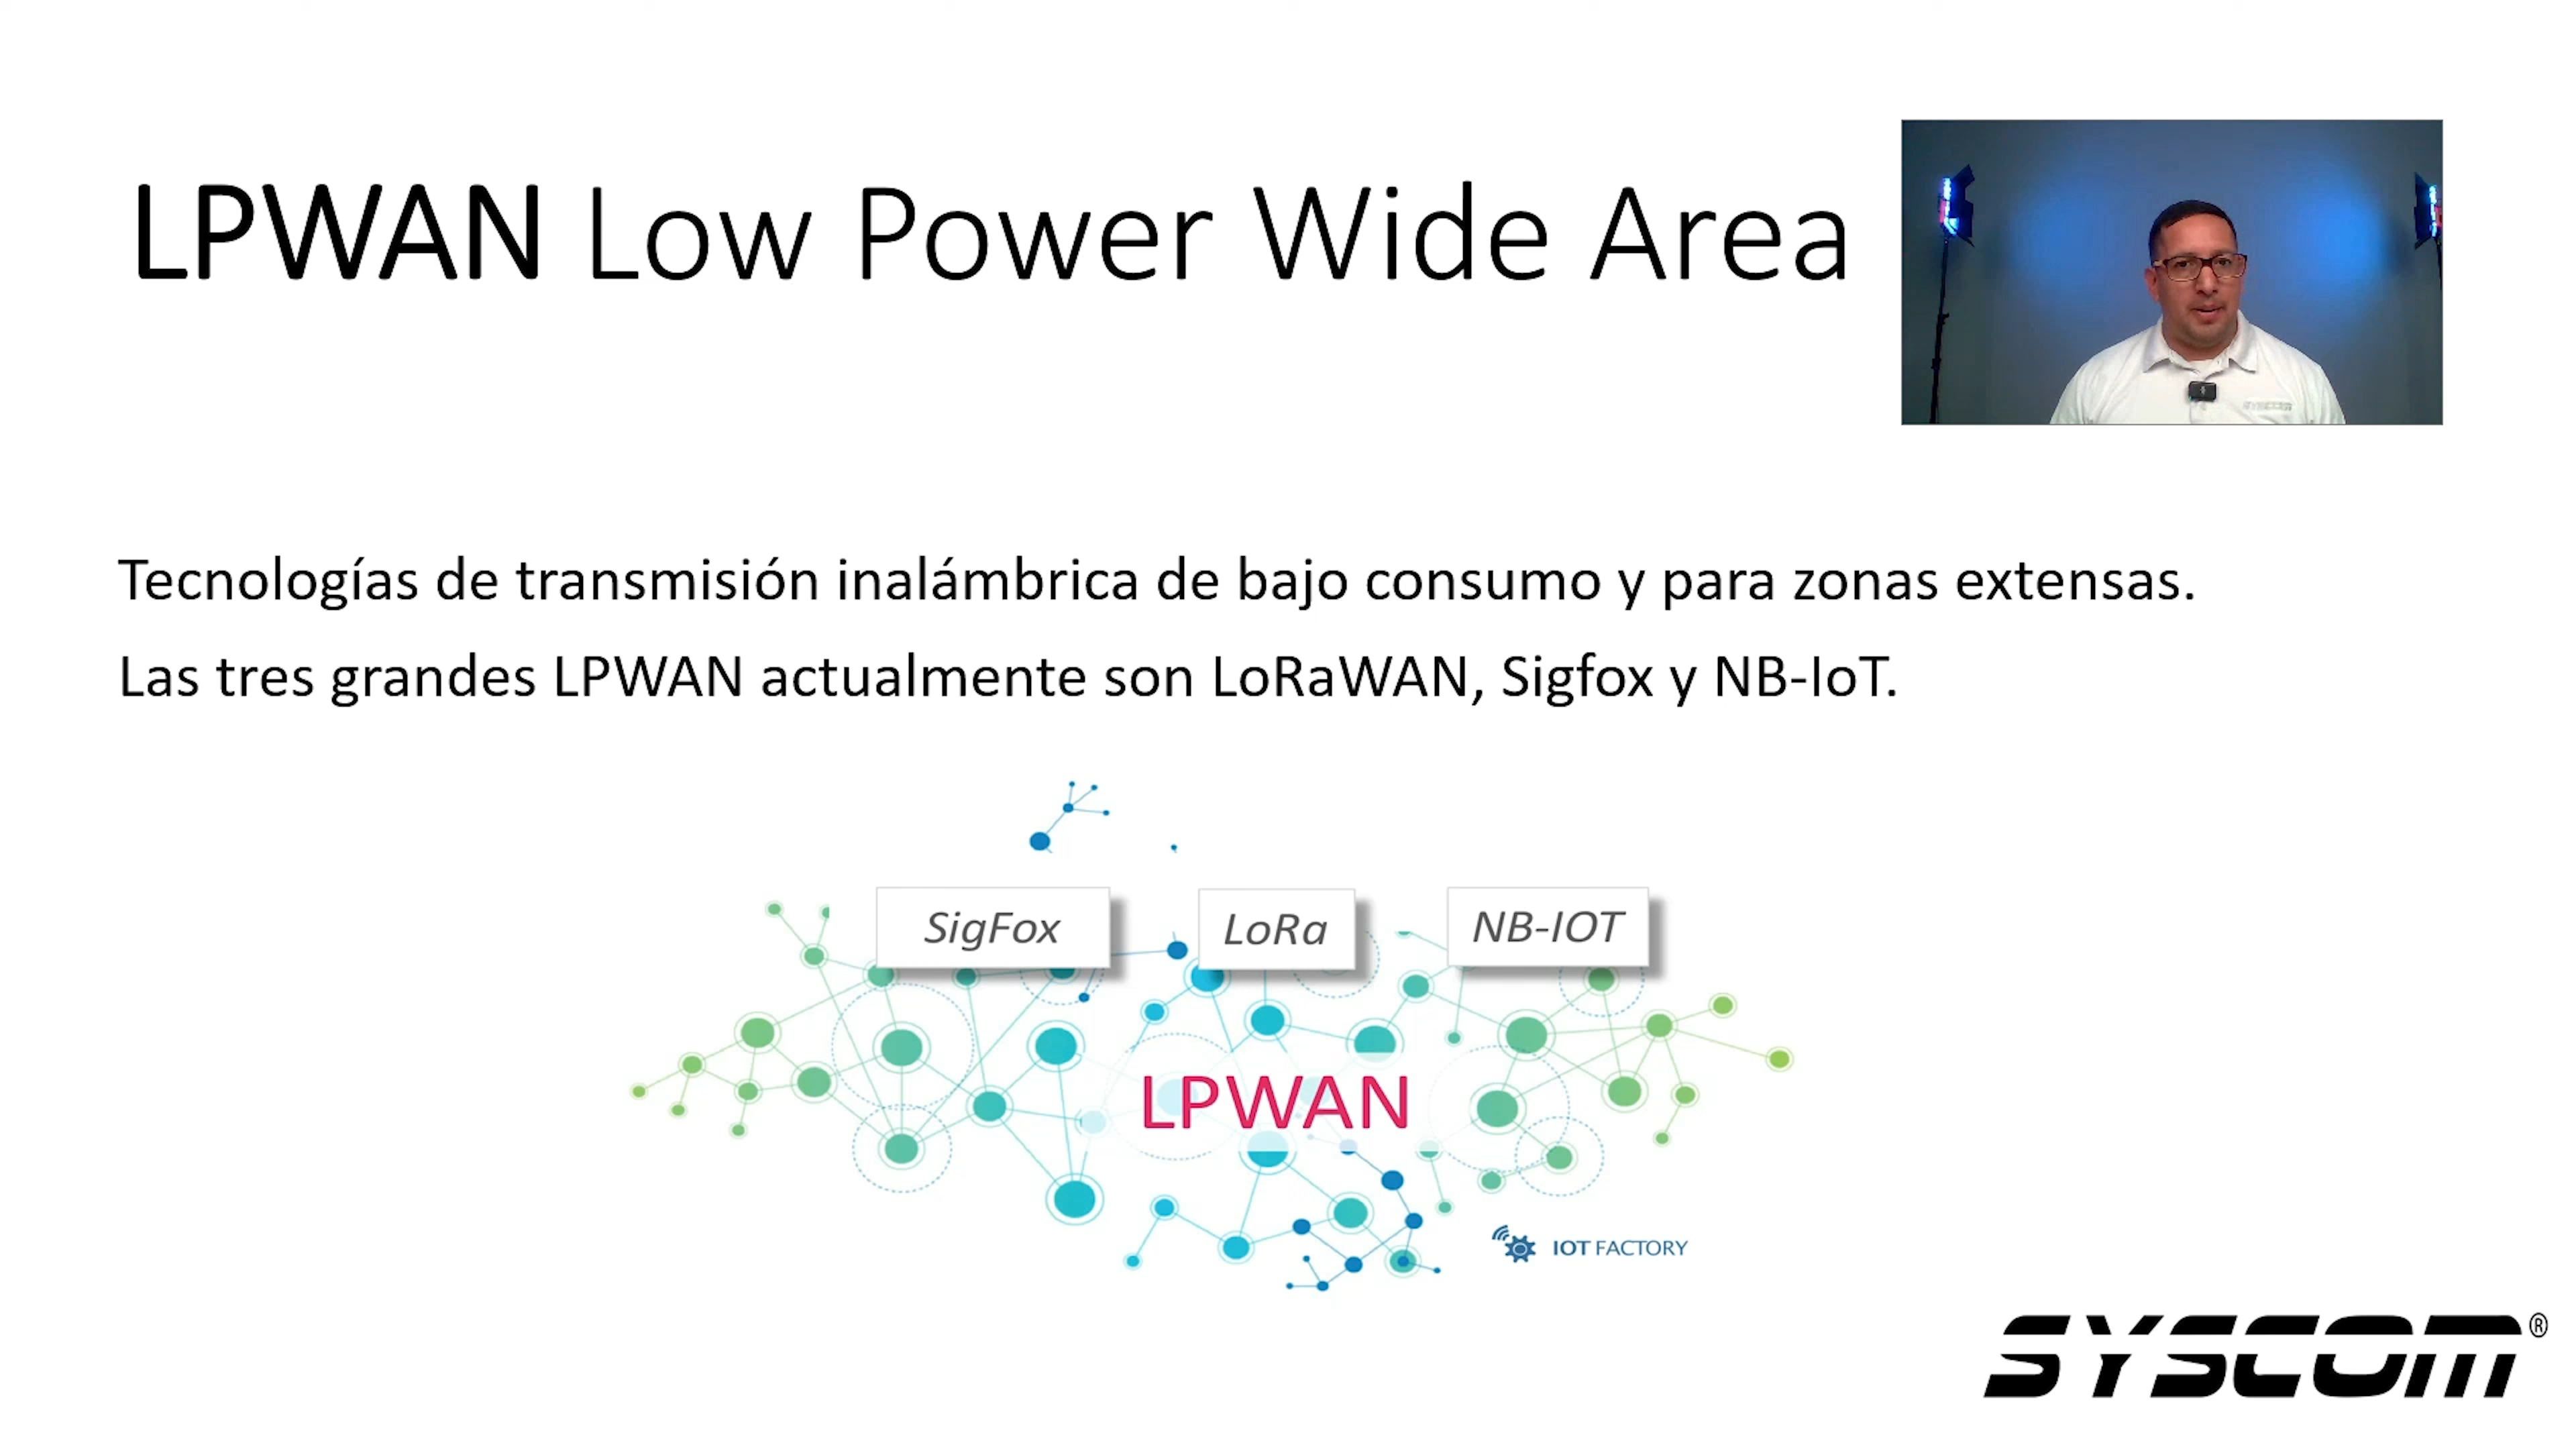 LPWAN Low Power Wide Area
Tecnologías de transmisión inalámbrica de bajo consumo y para zonas extensas.
Las tres grandes LPWAN actualmente son LoRaWAN, Sigfox y NB-IoT.
SigFox
LoRa
NB-IOT
LPWAN
IOT FACTORY
SYSCOM®